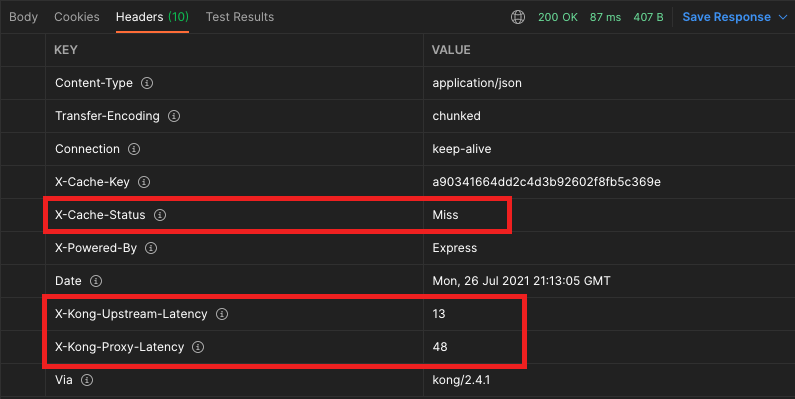 Body Cookies Headers (10) Test Results 200 OK 87 ms 407 B Save Response
KEY VALUE
Content-Type application/json
Transfer-Encoding chunked
Connection keep-alive
X-Cache-Key a90341664dd2c4d3b92602f8fb5c369e
X-Cache-Status Miss
X-Powered-By Express
Date Mon, 26 Jul 2021 21:13:05 GMT
X-Kong-Upstream-Latency 13
X-Kong-Proxy-Latency 48
Via kong/2.4.1